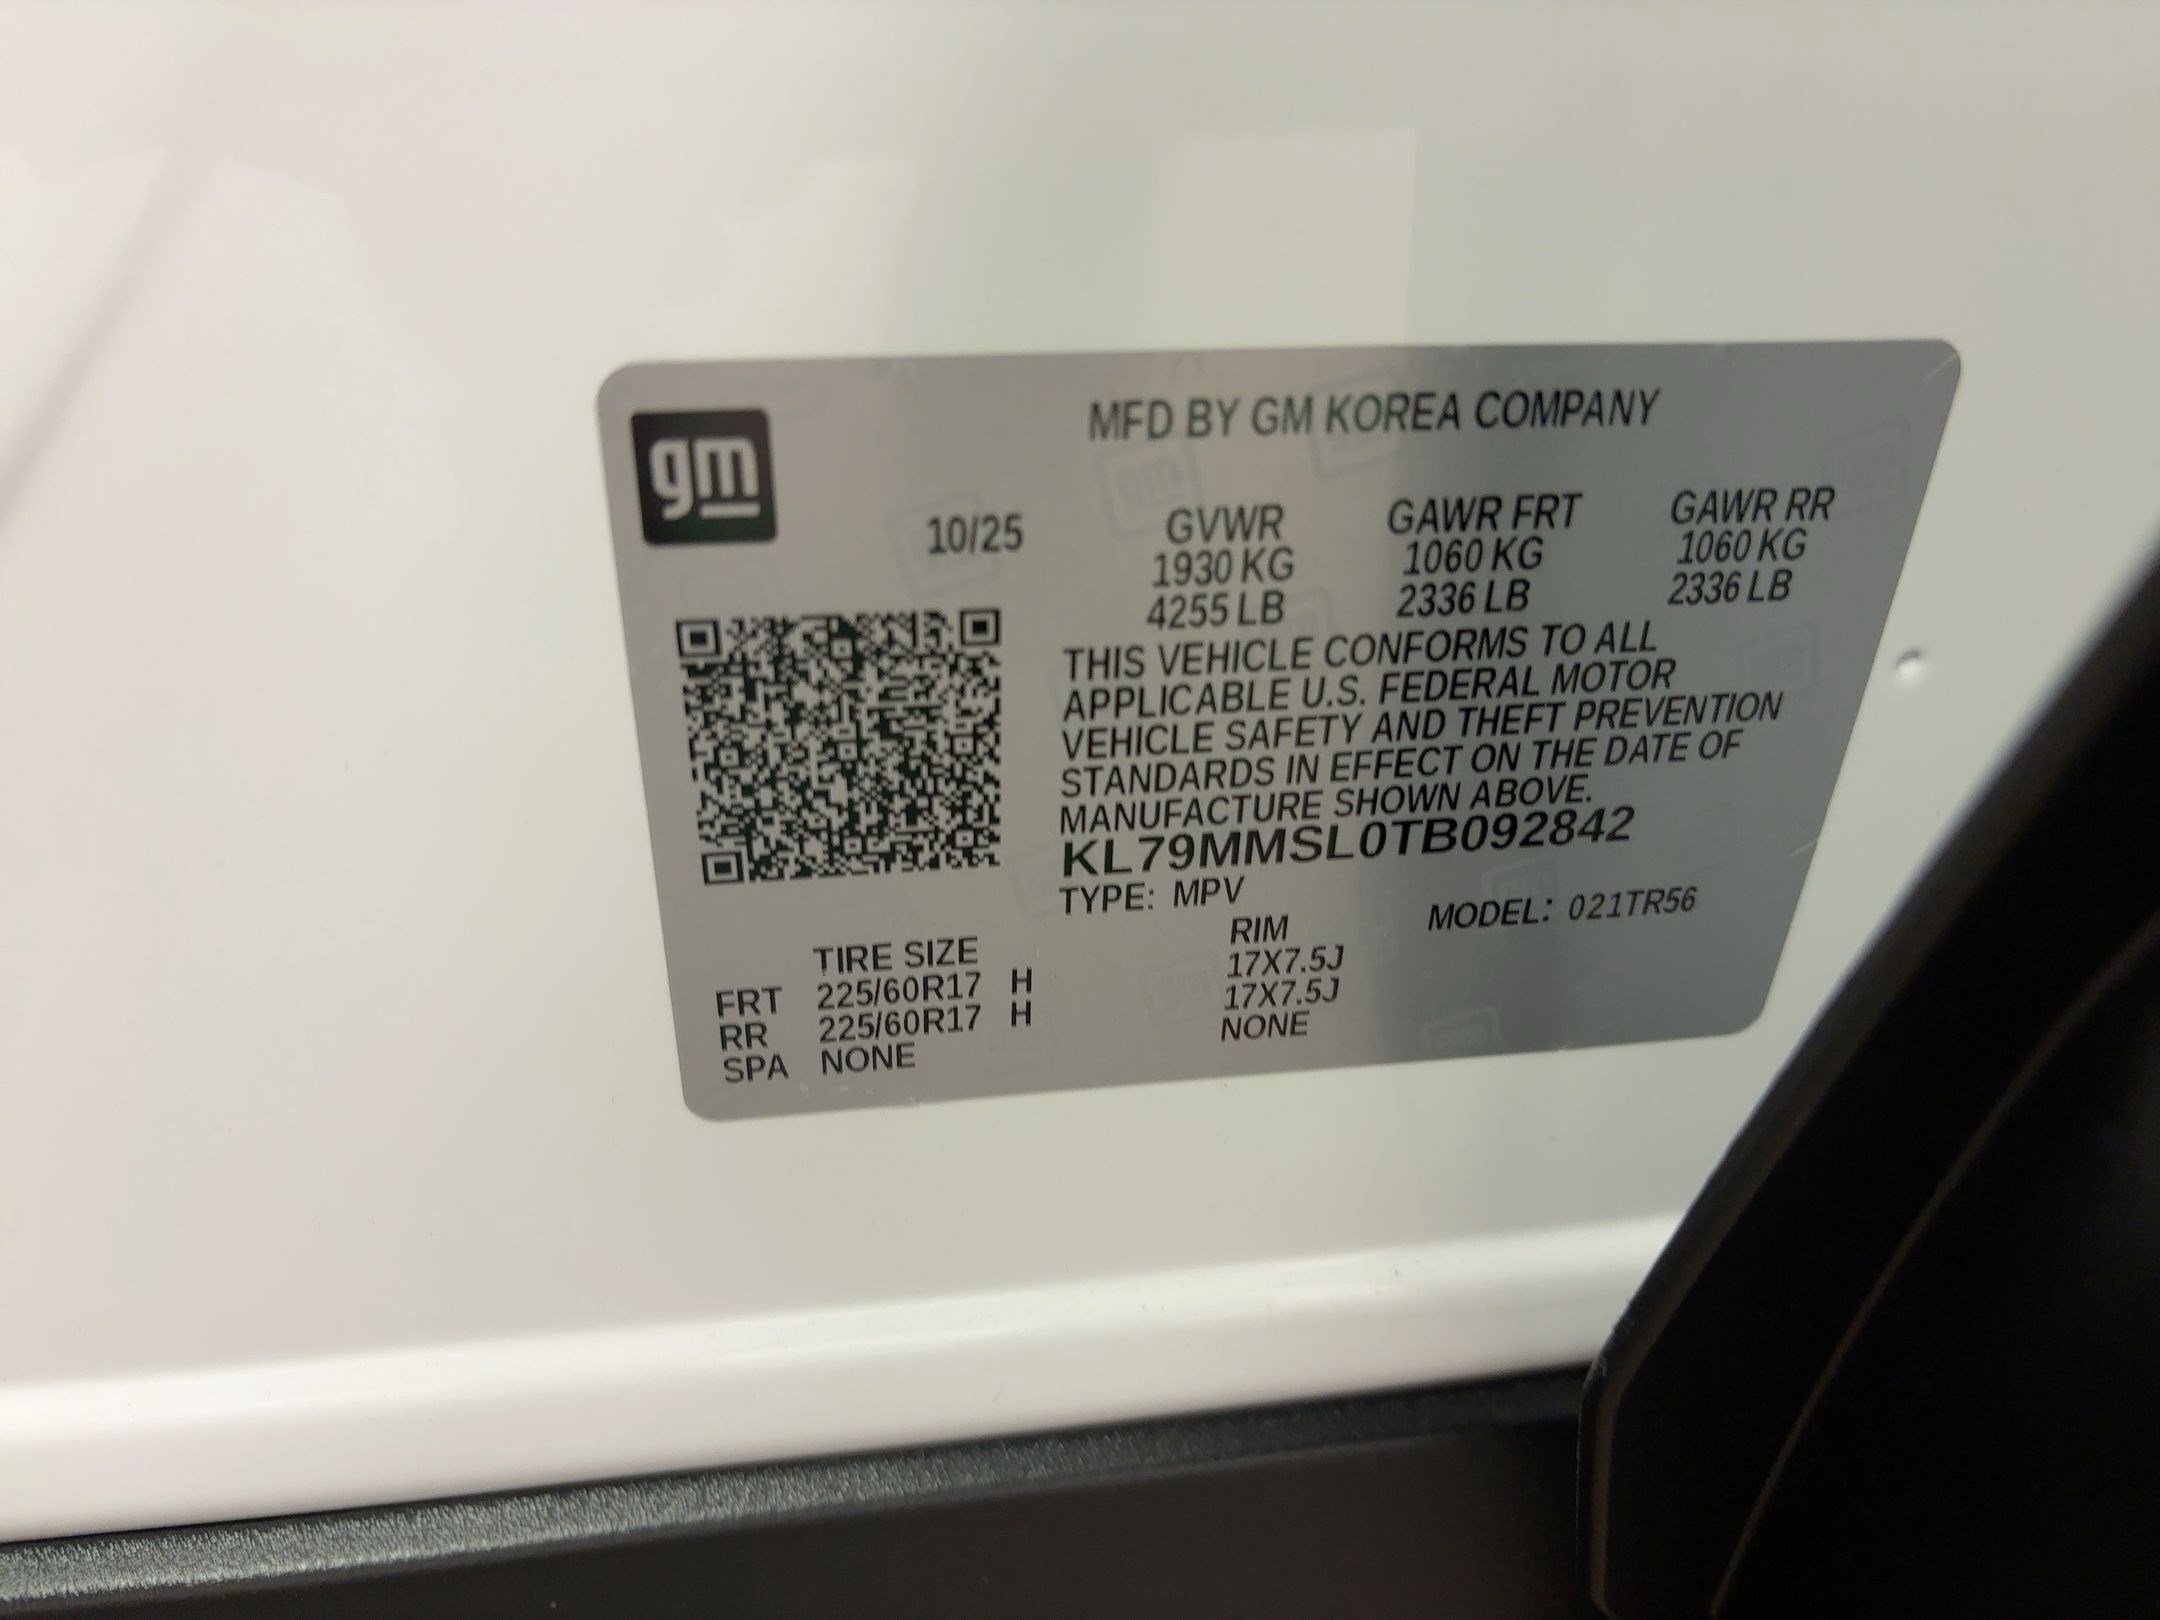 gm
MFD BY GM KOREA COMPANY
10/25
GVWR GAWR FRT GAWR RR
1930 KG 1060 KG 1060 KG
4255 LB 2336 LB 2336 LB
THIS VEHICLE CONFORMS TO ALL
APPLICABLE U.S. FEDERAL MOTOR
VEHICLE SAFETY AND THEFT PREVENTION
STANDARDS IN EFFECT ON THE DATE OF
MANUFACTURE SHOWN ABOVE.
KL79MMSL0TB092842
TYPE: MPV MODEL: 021TR56
TIRE SIZE RIM
FRT 225/60R17 H 17X7.5J
RR 225/60R17 H 17X7.5J
SPA NONE NONE